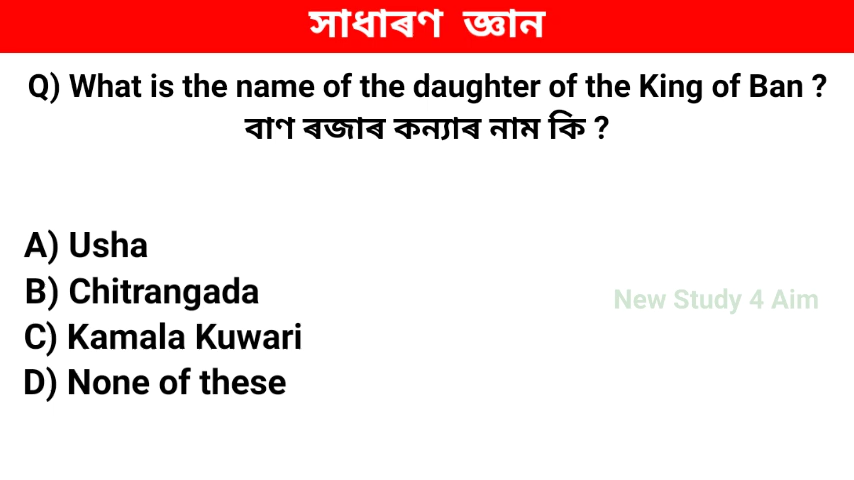 সাধাৰণ জ্ঞান
Q) What is the name of the daughter of the King of Ban ?
বাণ ৰজাৰ কন্যাৰ নাম কি ?
A) Usha
B) Chitrangada
C) Kamala Kuwari
D) None of these
New Study 4 Aim